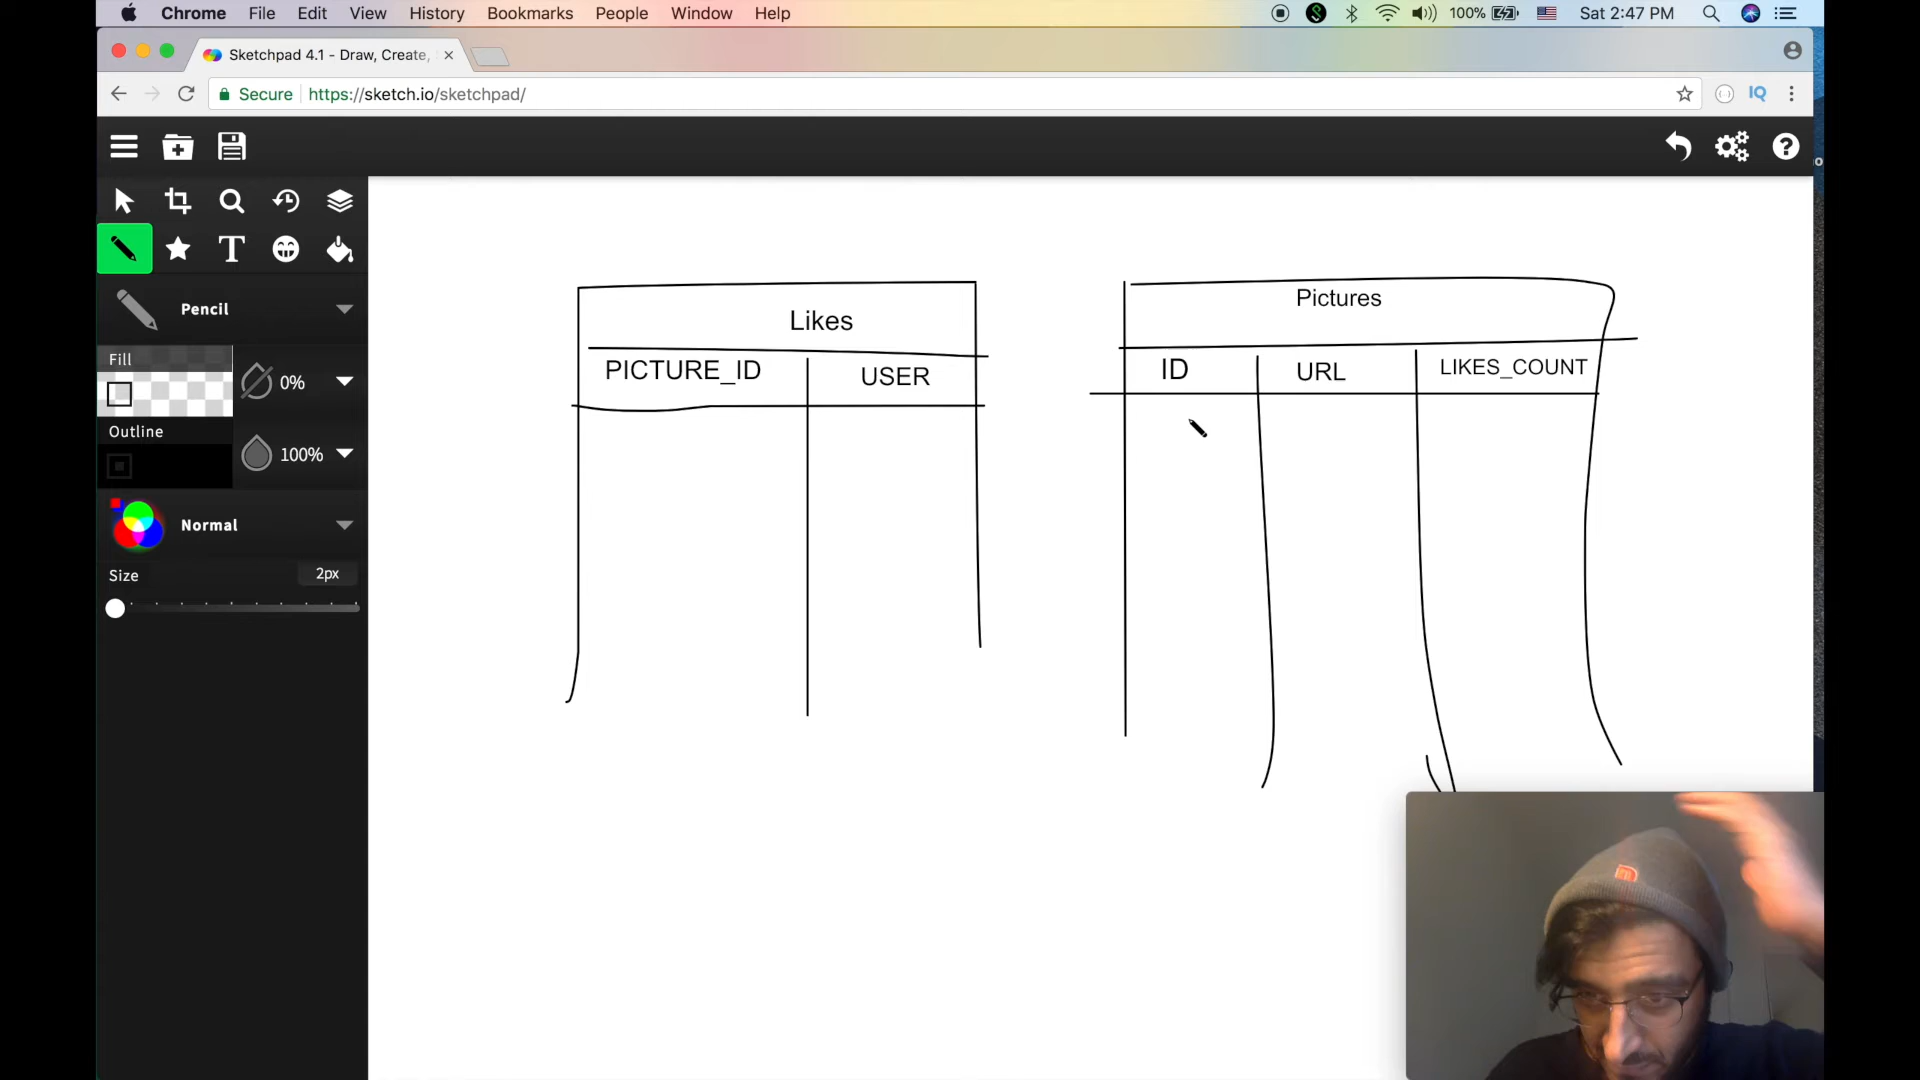 Chrome File Edit View History Bookmarks People Window Help 100% Sat 2:47 PM
Sketchpad 4.1 - Draw, Create,
Secure https://sketch.io/sketchpad/ IQ
Pencil
Fill
0%
Outline
100%
Normal
Size 2px
Likes
PICTURE_ID USER
Pictures
ID URL LIKES_COUNT